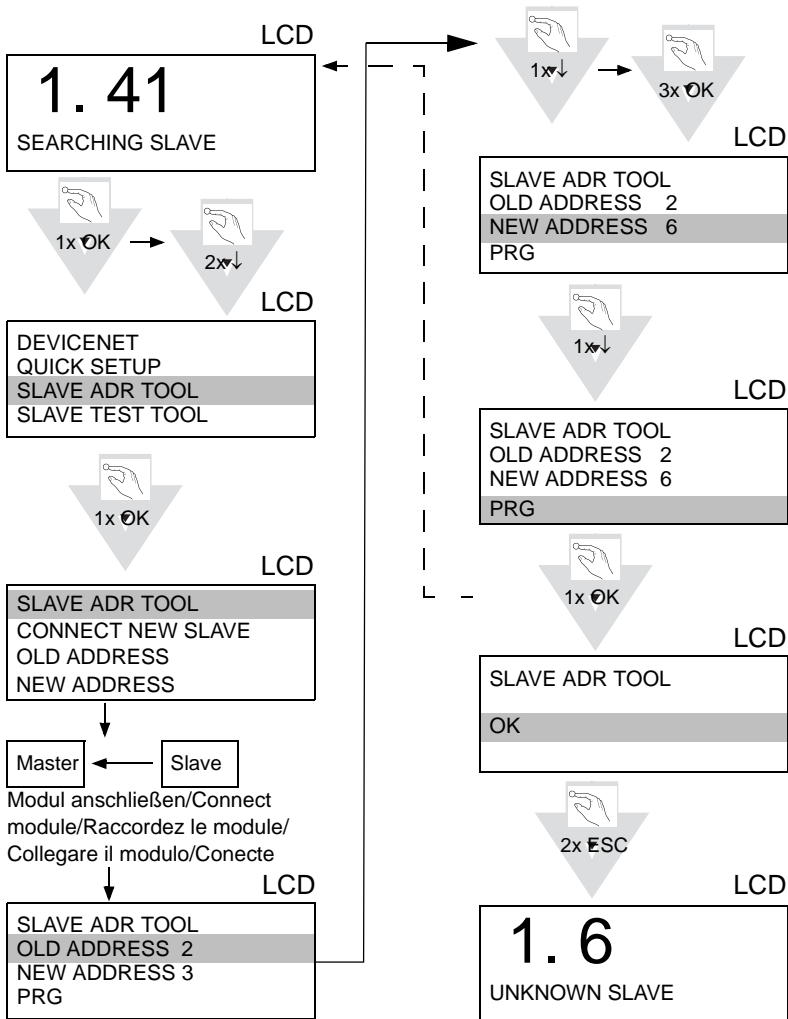 LCD
1. 41
SEARCHING SLAVE
1x OK
2x↓
LCD
DEVICENET
QUICK SETUP
SLAVE ADR TOOL
SLAVE TEST TOOL
1x OK
LCD
SLAVE ADR TOOL
CONNECT NEW SLAVE
OLD ADDRESS
NEW ADDRESS
Master
Slave
Modul anschließen/Connect
module/Raccordez le module/
Collegare il modulo/Conecte
LCD
SLAVE ADR TOOL
OLD ADDRESS 2
NEW ADDRESS 3
PRG
1x↓
3x OK
LCD
SLAVE ADR TOOL
OLD ADDRESS 2
NEW ADDRESS 6
PRG
1x↓
LCD
SLAVE ADR TOOL
OLD ADDRESS 2
NEW ADDRESS 6
PRG
1x OK
LCD
SLAVE ADR TOOL
OK
2x ESC
LCD
1. 6
UNKNOWN SLAVE